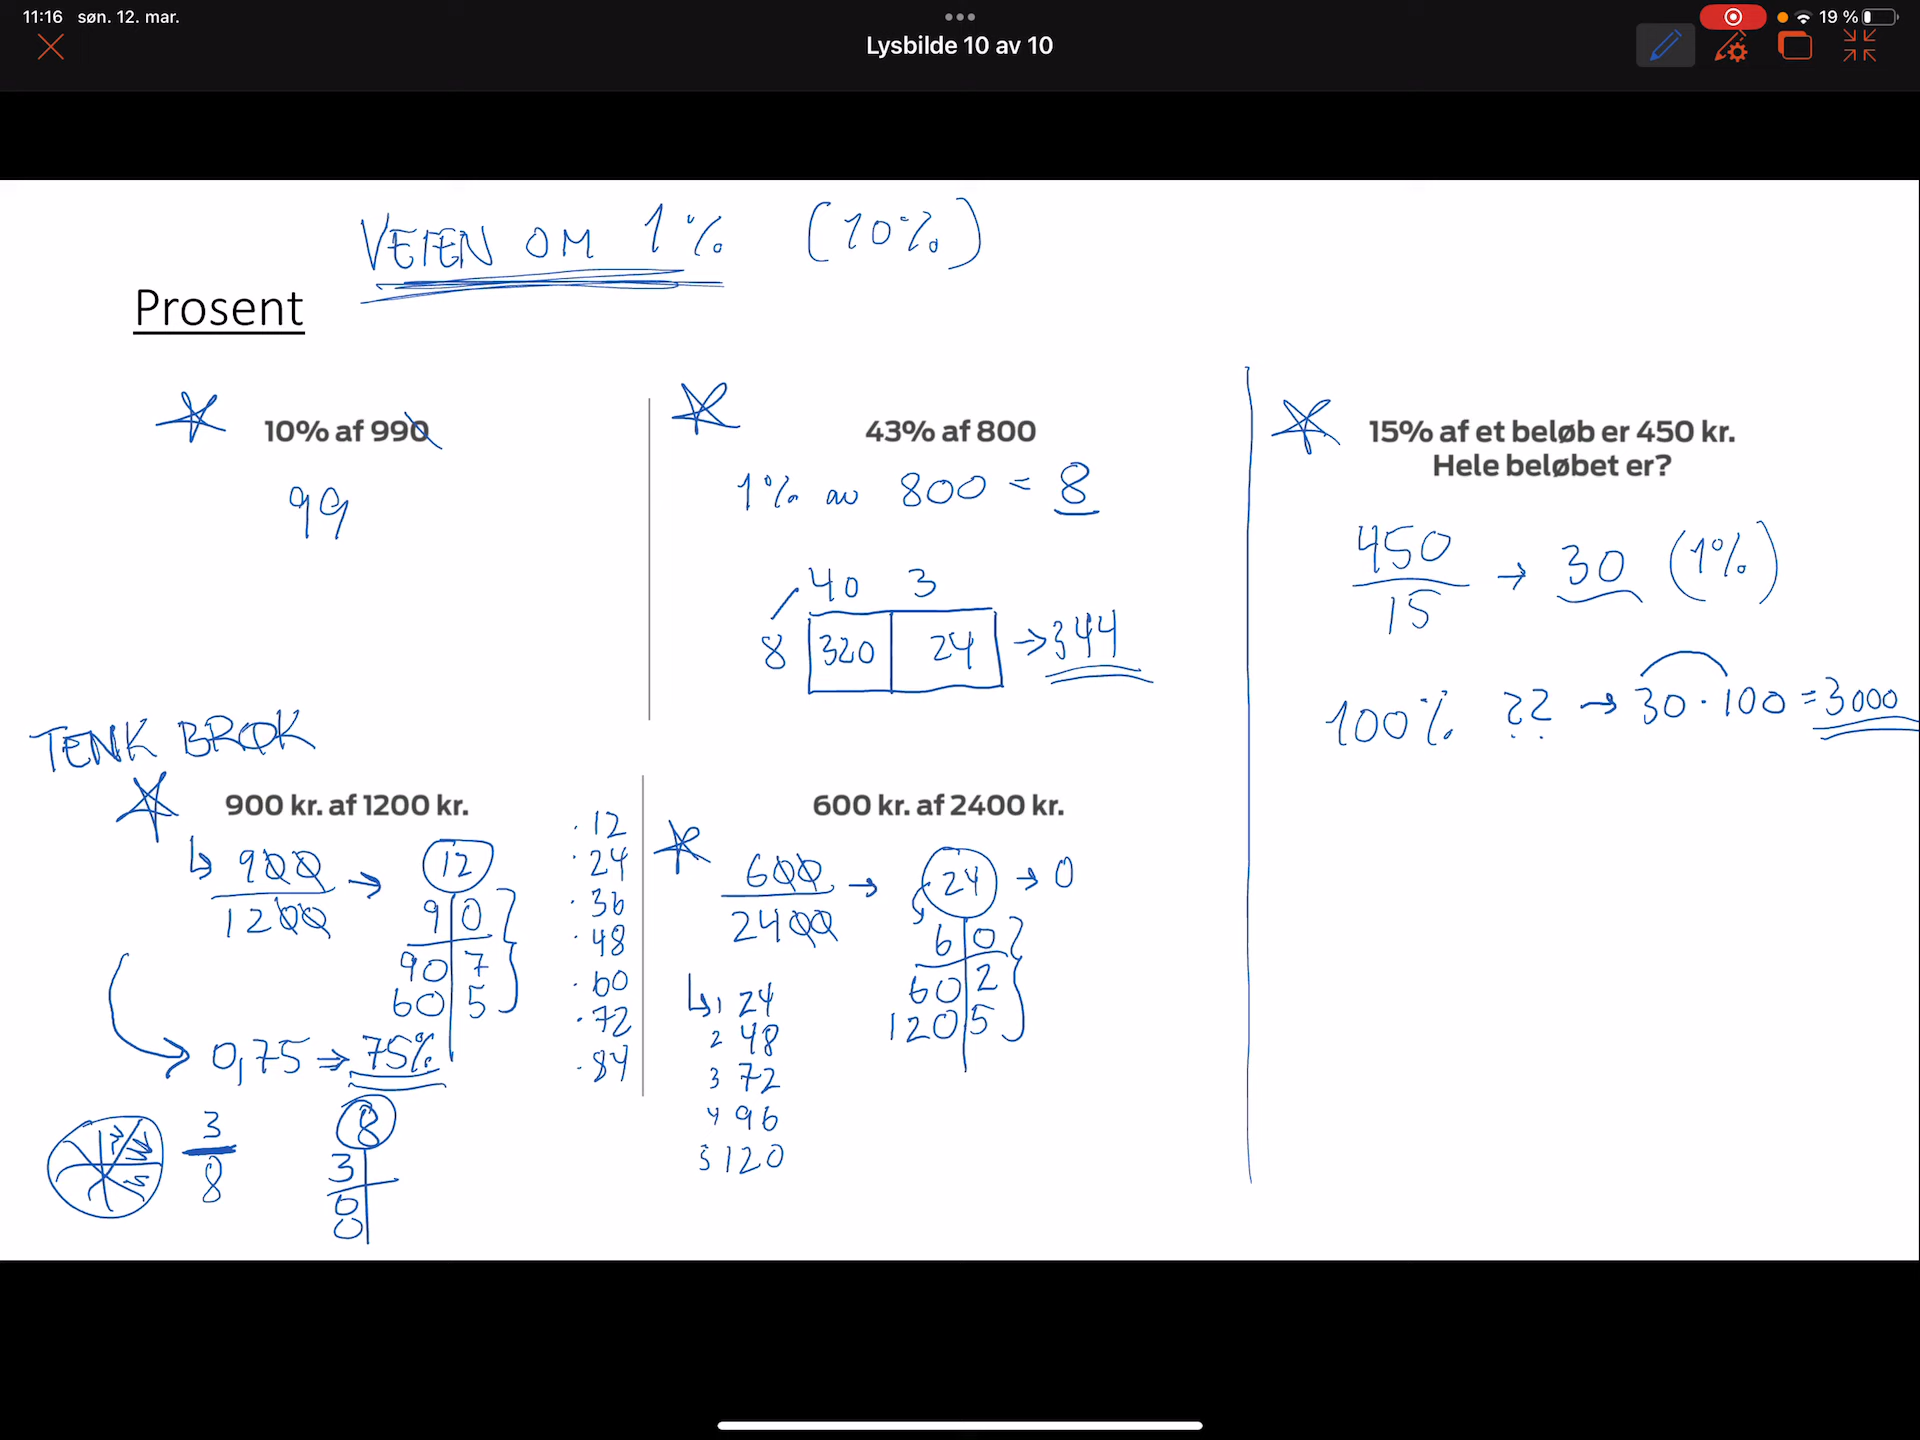 11:16 søn. 12. mar.
19 %
Lysbilde 10 av 10
VEIEN OM 1% (10%)
Prosent
10% af 990
99
43% af 800
1% av 800 = 8
40 3
8 320 24 → 344
15% af et beløb er 450 kr.
Hele beløbet er?
450
15
→ 30 (1%)
100% ?? → 30 · 100 = 3000
TENK BRØK
900 kr. af 1200 kr.
900
1200
→
12
9 0
90 7
60 5
0,75 ⇒ 75%
· 12
· 24
· 36
· 48
· 60
· 72
· 84
3
8
8
3
0
0
600 kr. af 2400 kr.
600
2400
→
24 → 0
6 0
60 2
120 5
1 24
2 48
3 72
4 96
5 120